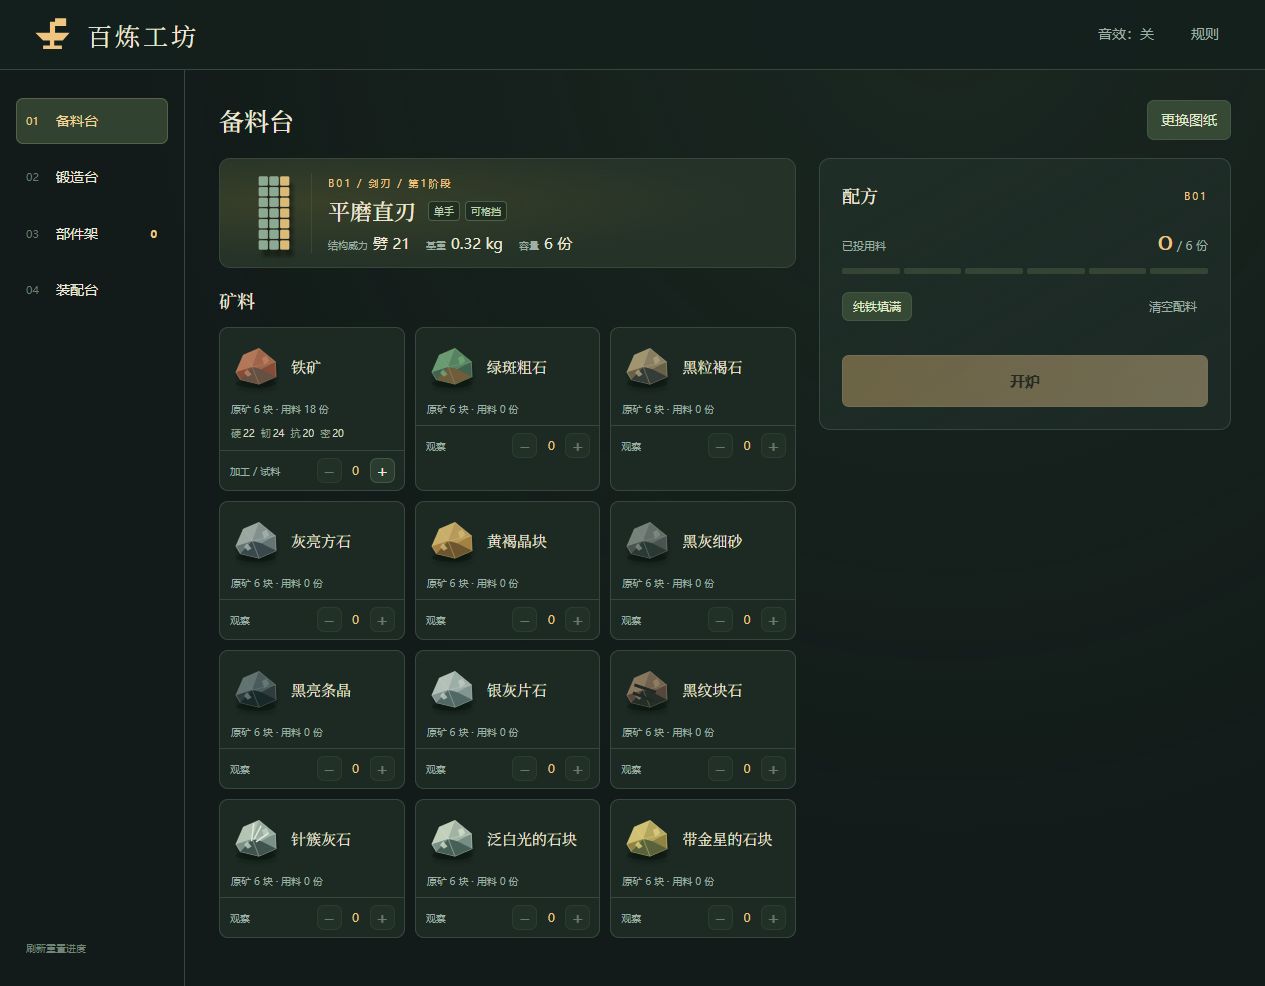 百炼工坊
音效：关
规则
01 备料台
02 锻造台
03 部件架 0
04 装配台
刷新重置进度
备料台
更换图纸
B01 / 剑刃 / 第1阶段
平磨直刃 单手 可格挡
结构威力 劈 21 基重 0.32 kg 容量 6 份
矿料
铁矿
原矿 6 块 · 用料 18 份
硬22 韧24 抗20 密20
加工 / 试料 − 0 +
绿斑粗石
原矿 6 块 · 用料 0 份
观察 − 0 +
黑粒褐石
原矿 6 块 · 用料 0 份
观察 − 0 +
灰亮方石
原矿 6 块 · 用料 0 份
观察 − 0 +
黄褐晶块
原矿 6 块 · 用料 0 份
观察 − 0 +
黑灰细砂
原矿 6 块 · 用料 0 份
观察 − 0 +
黑亮条晶
原矿 6 块 · 用料 0 份
观察 − 0 +
银灰片石
原矿 6 块 · 用料 0 份
观察 − 0 +
黑纹块石
原矿 6 块 · 用料 0 份
观察 − 0 +
针簇灰石
原矿 6 块 · 用料 0 份
观察 − 0 +
泛白光的石块
原矿 6 块 · 用料 0 份
观察 − 0 +
带金星的石块
原矿 6 块 · 用料 0 份
观察 − 0 +
配方 B01
已投用料 0 / 6 份
纯铁填满 清空配料
开炉